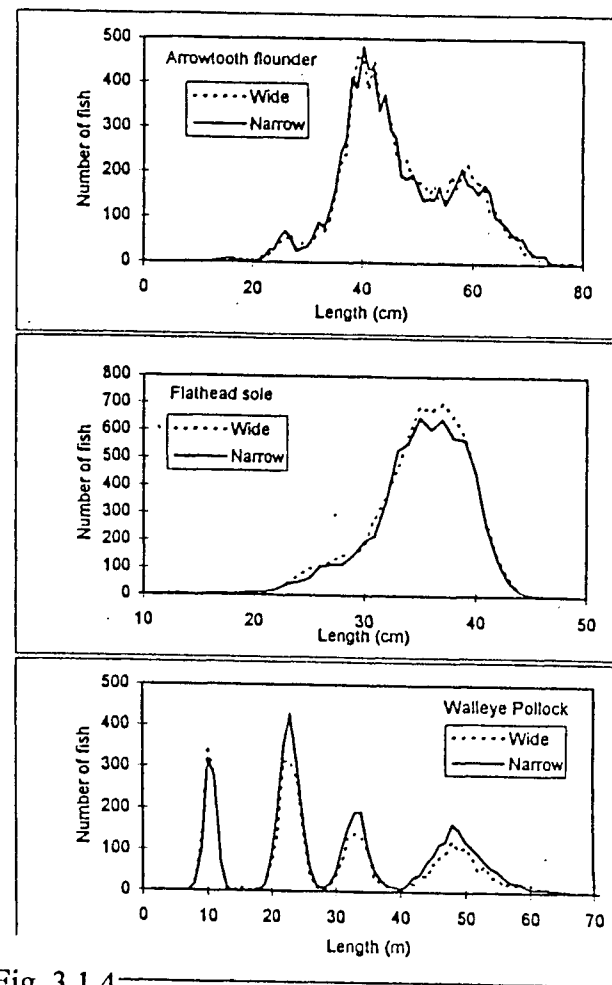 Arrowtooth flounder
Wide
Narrow
Number of fish
500
400
300
200
100
0
0 20 40 60 80
Length (cm)
Flathead sole
Wide
Narrow
Number of fish
800
700
600
500
400
300
200
100
0
10 20 30 40 50
Length (cm)
Walleye Pollock
Wide
Narrow
Number of fish
500
400
300
200
100
0
0 10 20 30 40 50 60 70
Length (m)
Fig. 3.1.4